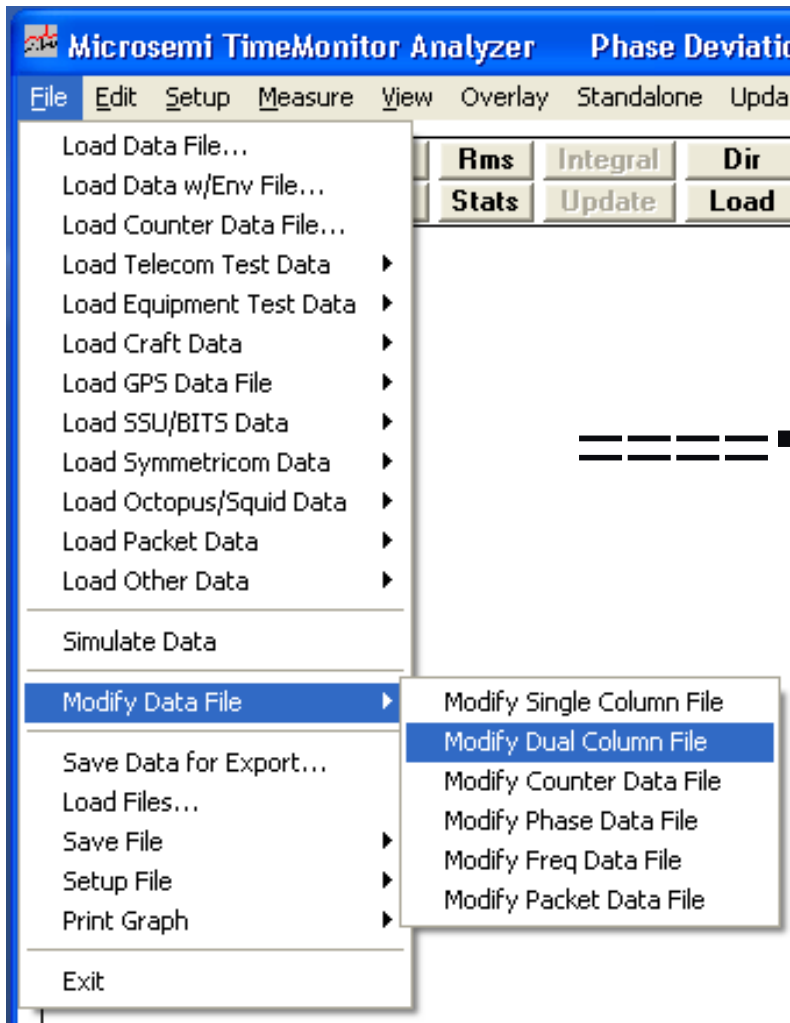 Microsemi TimeMonitor Analyzer Phase Deviatio
File Edit Setup Measure View Overlay Standalone Upda
Rms Integral Dir
Stats Update Load
Load Data File...
Load Data w/Env File...
Load Counter Data File...
Load Telecom Test Data
Load Equipment Test Data
Load Craft Data
Load GPS Data File
Load SSU/BITS Data
Load Symmetricom Data
Load Octopus/Squid Data
Load Packet Data
Load Other Data
Simulate Data
Modify Data File
Save Data for Export...
Load Files...
Save File
Setup File
Print Graph
Exit
Modify Single Column File
Modify Dual Column File
Modify Counter Data File
Modify Phase Data File
Modify Freq Data File
Modify Packet Data File
====